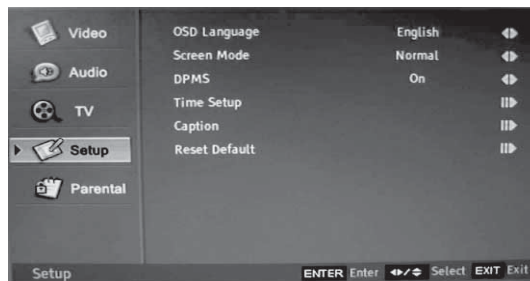 Video
Audio
TV
Setup
Parental
OSD Language English
Screen Mode Normal
DPMS On
Time Setup
Caption
Reset Default
Setup ENTER Enter Select EXIT Exit